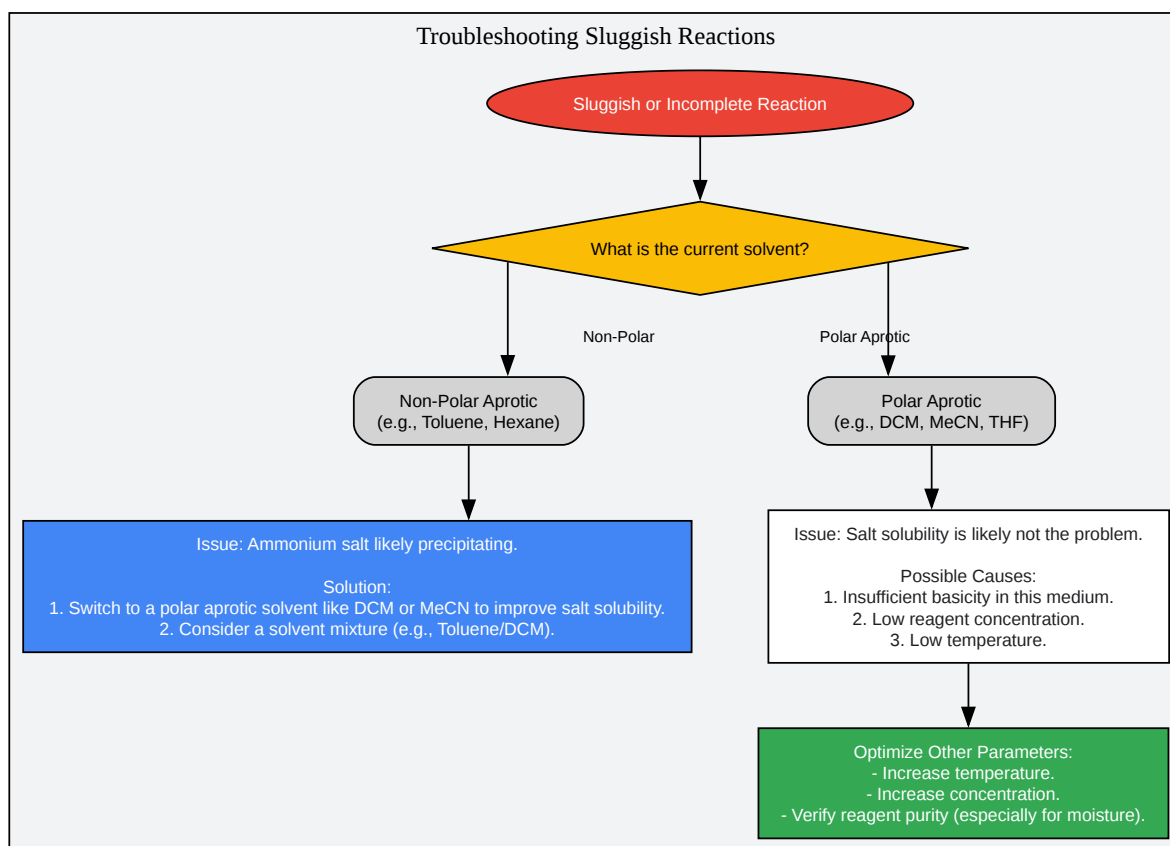 Troubleshooting Sluggish Reactions
Sluggish or Incomplete Reaction
What is the current solvent?
Non-Polar
Polar Aprotic
Non-Polar Aprotic
(e.g., Toluene, Hexane)
Polar Aprotic
(e.g., DCM, MeCN, THF)
Issue: Ammonium salt likely precipitating.
Solution:
1. Switch to a polar aprotic solvent like DCM or MeCN to improve salt solubility.
2. Consider a solvent mixture (e.g., Toluene/DCM).
Issue: Salt solubility is likely not the problem.
Possible Causes:
1. Insufficient basicity in this medium.
2. Low reagent concentration.
3. Low temperature.
Optimize Other Parameters:
- Increase temperature.
- Increase concentration.
- Verify reagent purity (especially for moisture).